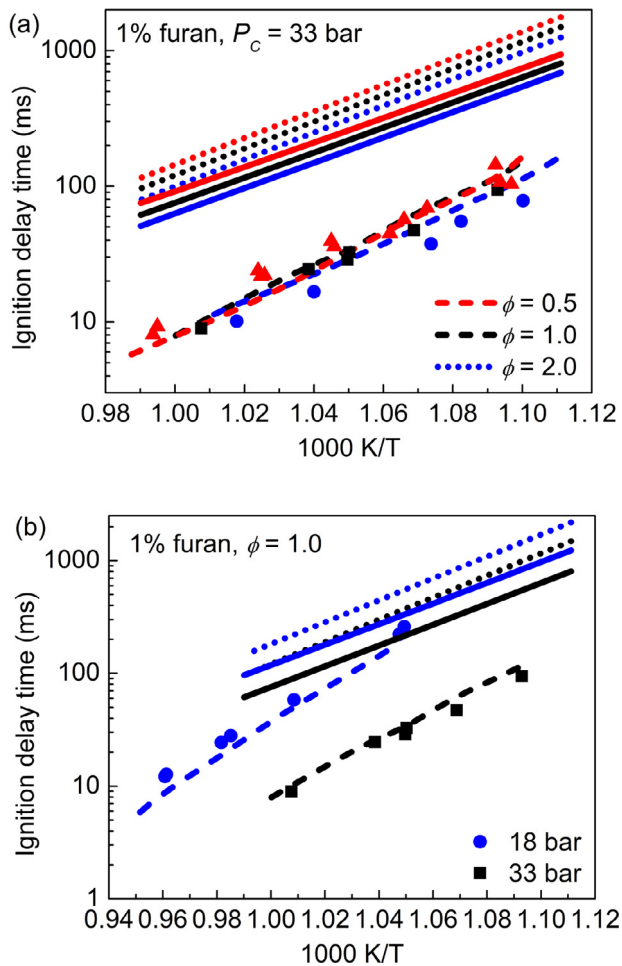 (a)
1% furan, P_C = 33 bar
Ignition delay time (ms)
1000
100
10
ϕ = 0.5
ϕ = 1.0
ϕ = 2.0
0.98 1.00 1.02 1.04 1.06 1.08 1.10 1.12
1000 K/T
(b)
1% furan, ϕ = 1.0
Ignition delay time (ms)
1000
100
10
1
18 bar
33 bar
0.94 0.96 0.98 1.00 1.02 1.04 1.06 1.08 1.10 1.12
1000 K/T